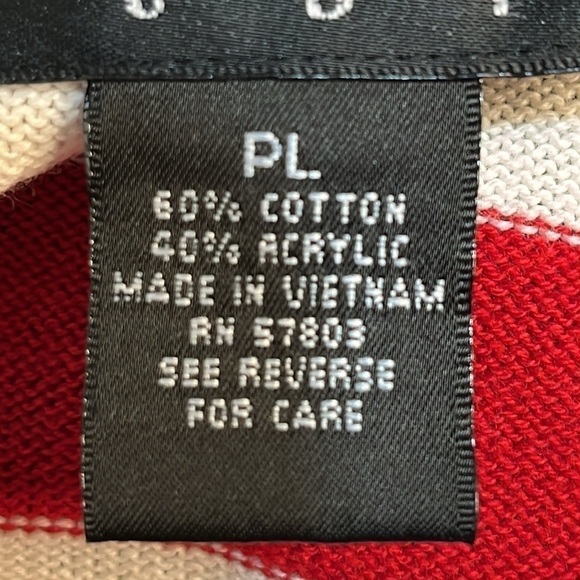 PL
60% COTTON
40% ACRYLIC
MADE IN VIETNAM
RN 57803
SEE REVERSE
FOR CARE